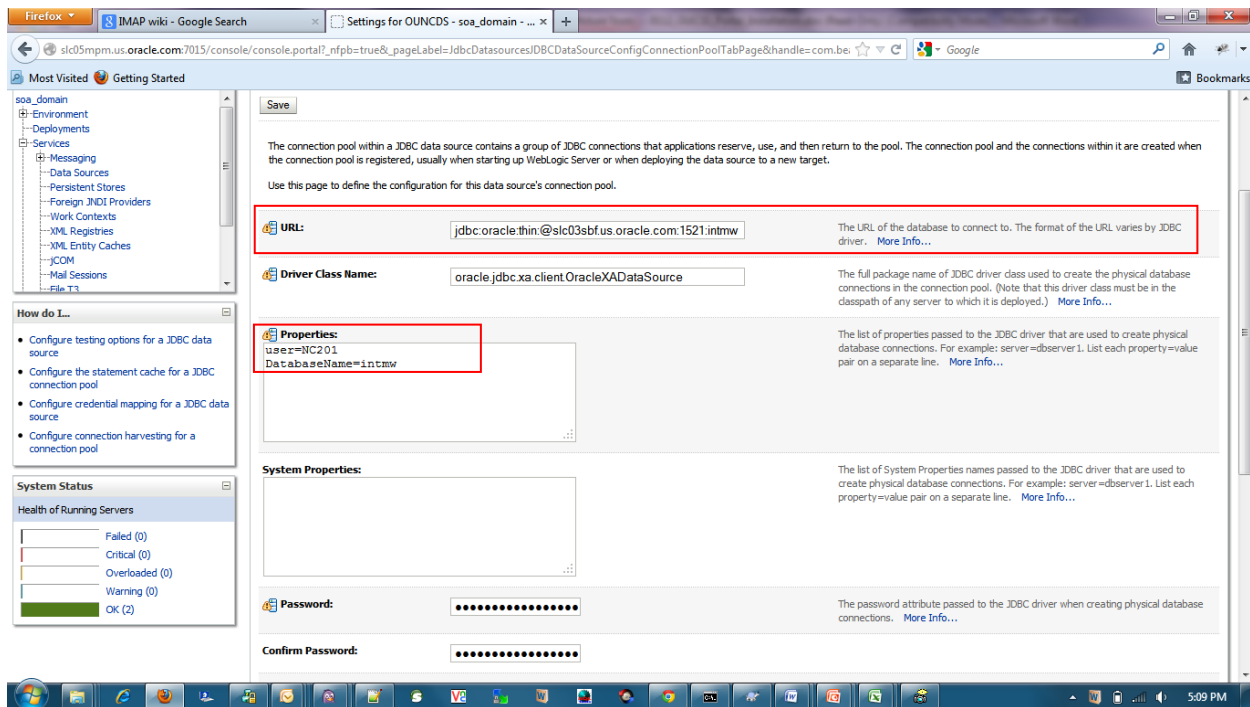 Firefox
IMAP wiki - Google Search
Settings for OUNCDS - soa_domain - ...
slc05mpm.us.oracle.com:7015/console/console.portal?_nfpb=true&_pageLabel=JdbcDatasourcesJDBCDataSourceConfigConnectionPoolTabPage&handle=com.be
Google
Most Visited
Getting Started
Bookmarks
soa_domain
Environment
Deployments
Services
Messaging
Data Sources
Persistent Stores
Foreign JNDI Providers
Work Contexts
XML Registries
XML Entity Caches
jCOM
Mail Sessions
File T3
How do I...
Configure testing options for a JDBC data
source
Configure the statement cache for a JDBC
connection pool
Configure credential mapping for a JDBC data
source
Configure connection harvesting for a
connection pool
System Status
Health of Running Servers
Failed (0)
Critical (0)
Overloaded (0)
Warning (0)
OK (2)
Save
The connection pool within a JDBC data source contains a group of JDBC connections that applications reserve, use, and then return to the pool. The connection pool and the connections within it are created when
the connection pool is registered, usually when starting up WebLogic Server or when deploying the data source to a new target.
Use this page to define the configuration for this data source's connection pool.
URL:
jdbc:oracle:thin:@slc03sbf.us.oracle.com:1521:intmw
The URL of the database to connect to. The format of the URL varies by JDBC
driver. More Info...
Driver Class Name:
oracle.jdbc.xa.client.OracleXADataSource
The full package name of JDBC driver class used to create the physical database
connections in the connection pool. (Note that this driver class must be in the
classpath of any server to which it is deployed.) More Info...
Properties:
user=NC201
DatabaseName=intmw
The list of properties passed to the JDBC driver that are used to create physical
database connections. For example: server=dbserver1. List each property=value
pair on a separate line. More Info...
System Properties:
The list of System Properties names passed to the JDBC driver that are used to
create physical database connections. For example: server=dbserver1. List each
property=value pair on a separate line. More Info...
Password:
•••••••••••••••••
The password attribute passed to the JDBC driver when creating physical database
connections. More Info...
Confirm Password:
•••••••••••••••••
5:09 PM